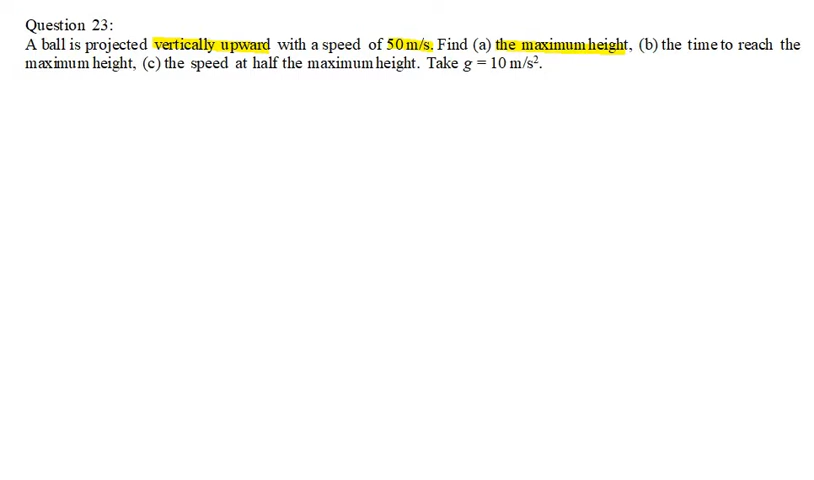 Question 23:
A ball is projected vertically upward with a speed of 50 m/s. Find (a) the maximum height, (b) the time to reach the
maximum height, (c) the speed at half the maximum height. Take g = 10 m/s².